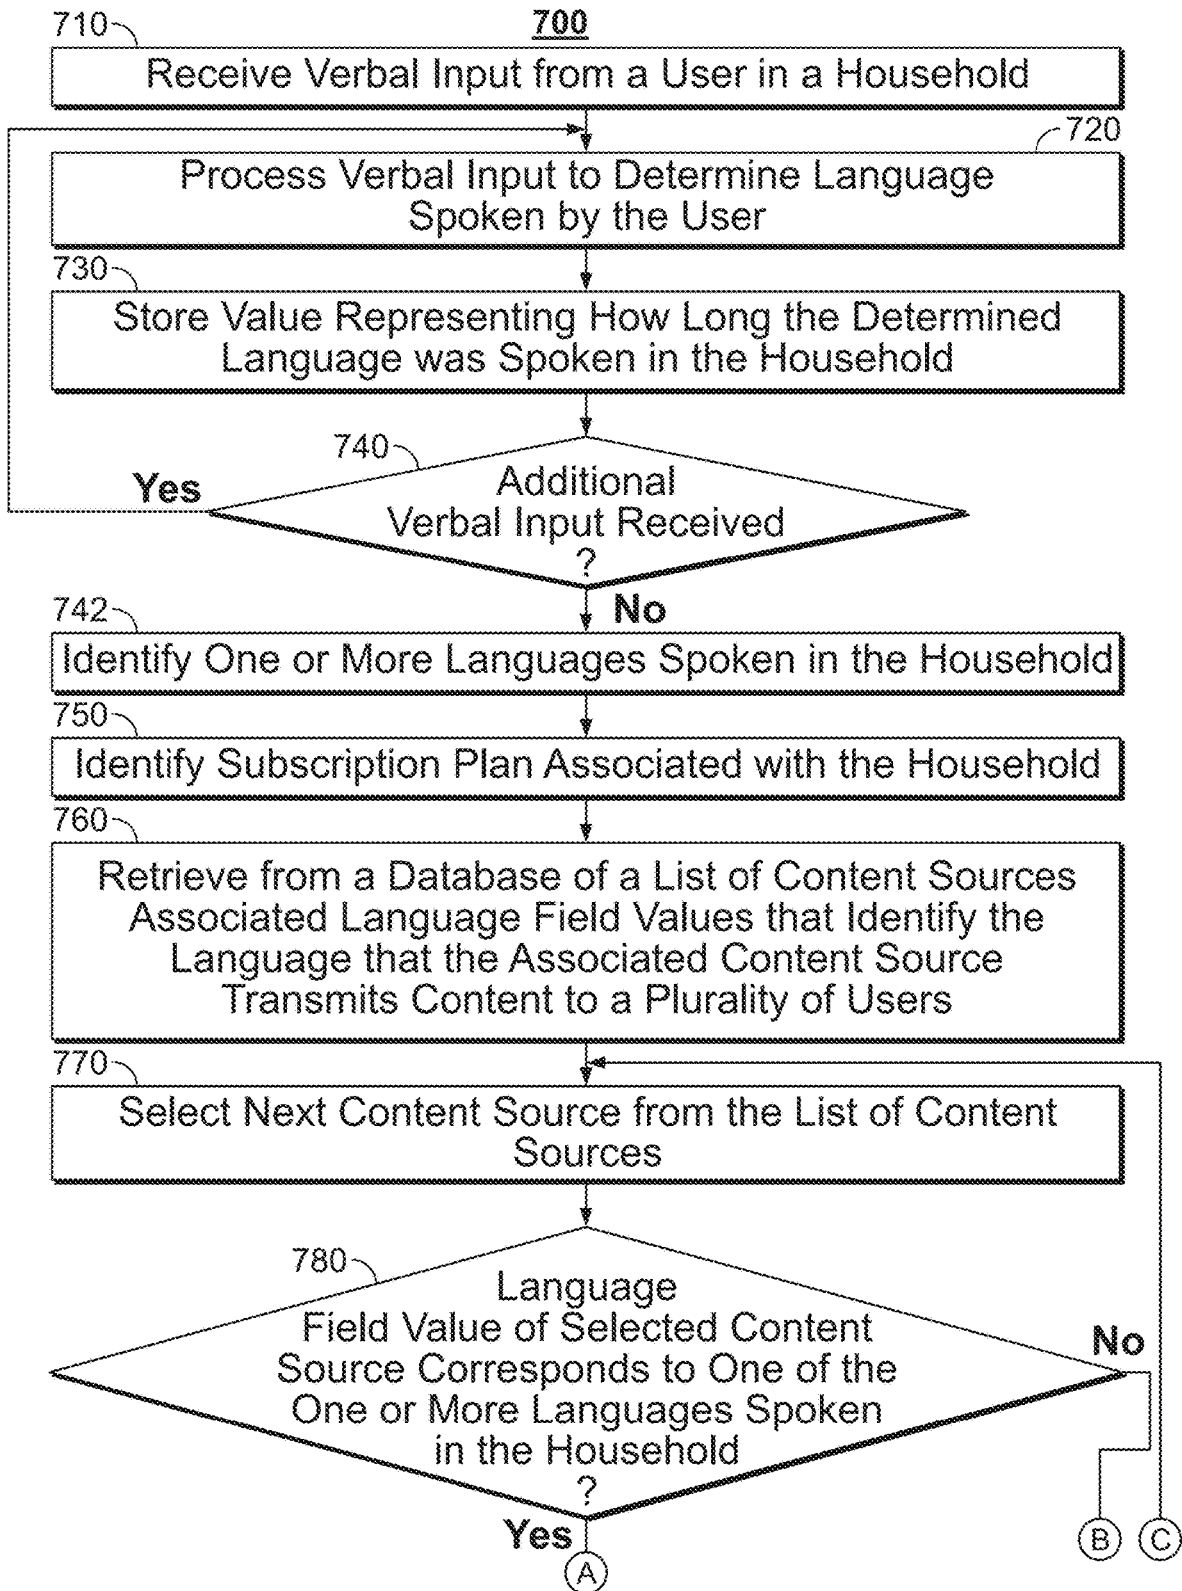 700
710
Receive Verbal Input from a User in a Household
720
Process Verbal Input to Determine Language
Spoken by the User
730
Store Value Representing How Long the Determined
Language was Spoken in the Household
740
Yes
Additional
Verbal Input Received
?
No
742
Identify One or More Languages Spoken in the Household
750
Identify Subscription Plan Associated with the Household
760
Retrieve from a Database of a List of Content Sources
Associated Language Field Values that Identify the
Language that the Associated Content Source
Transmits Content to a Plurality of Users
770
Select Next Content Source from the List of Content
Sources
780
Language
Field Value of Selected Content
Source Corresponds to One of the
One or More Languages Spoken
in the Household
?
No
Yes
A
B
C